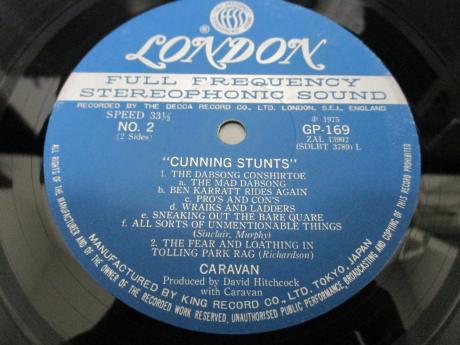 LONDON
FULL FREQUENCY
STEREOPHONIC SOUND
RECORDED BY THE DECCA RECORD CO., LTD. LONDON, S.E.I., ENGLAND
SPEED 33⅓
℗ 1975
NO. 2
GP-169
(2 Sides)
ZAL 13902
(SDLBT 3789) L
"CUNNING STUNTS"
1. THE DABSONG CONSHIRTOE
a. THE MAD DABSONG
b. BEN KARRATT RIDES AGAIN
c. PRO'S AND CON'S
d. WRAIKS AND LADDERS
e. SNEAKING OUT THE BARE QUARE
f. ALL SORTS OF UNMENTIONABLE THINGS
(Sinclair, Murphy)
2. THE FEAR AND LOATHING IN
TOLLING PARK RAG (Richardson)
CARAVAN
Produced by David Hitchcock
with Caravan
MANUFACTURED BY KING RECORD CO., LTD. TOKYO, JAPAN
ALL RIGHTS OF THE MANUFACTURER AND OF THE OWNER OF THE RECORDED WORK RESERVED. UNAUTHORISED PUBLIC PERFORMANCE, BROADCASTING AND COPYING OF THIS RECORD PROHIBITED